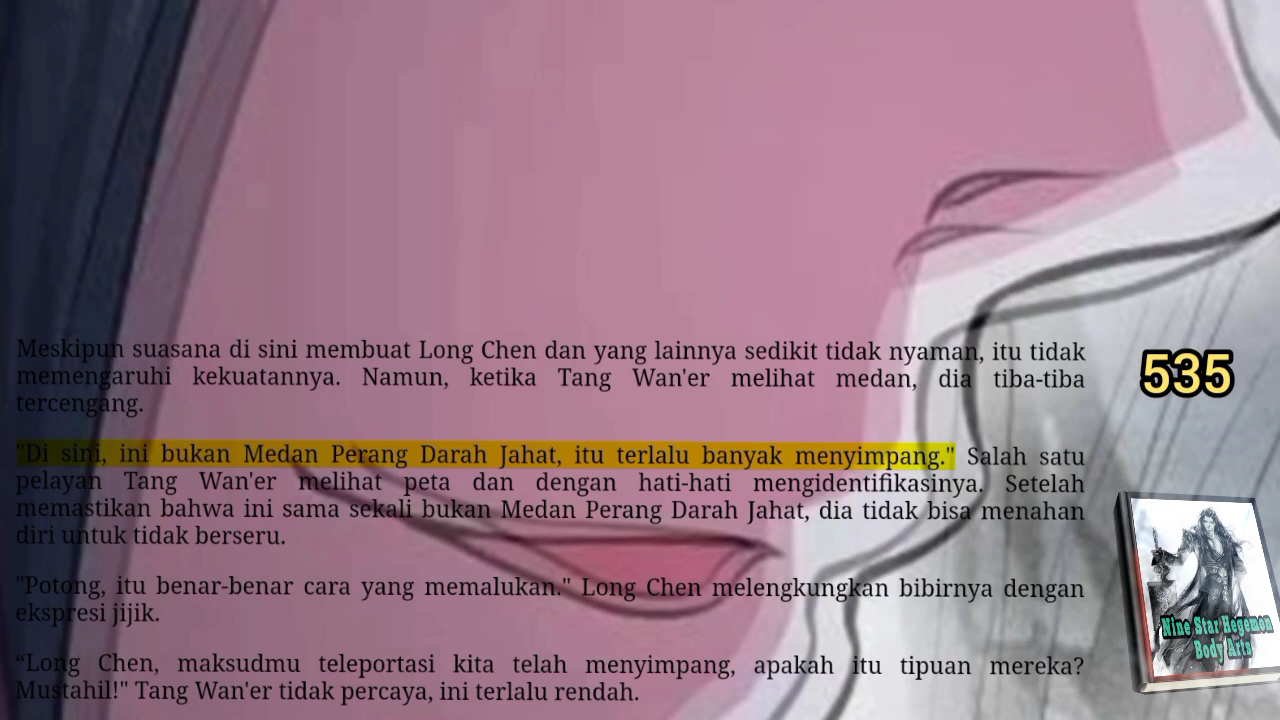 Meskipun suasana di sini membuat Long Chen dan yang lainnya sedikit tidak nyaman, itu tidak
memengaruhi kekuatannya. Namun, ketika Tang Wan'er melihat medan, dia tiba-tiba
tercengang.
"Di sini, ini bukan Medan Perang Darah Jahat, itu terlalu banyak menyimpang." Salah satu
pelayan Tang Wan'er melihat peta dan dengan hati-hati mengidentifikasinya. Setelah
memastikan bahwa ini sama sekali bukan Medan Perang Darah Jahat, dia tidak bisa menahan
diri untuk tidak berseru.
"Potong, itu benar-benar cara yang memalukan." Long Chen melengkungkan bibirnya dengan
ekspresi jijik.
“Long Chen, maksudmu teleportasi kita telah menyimpang, apakah itu tipuan mereka?
Mustahil!" Tang Wan'er tidak percaya, ini terlalu rendah.
535
Nine Star Hegemon
Body Arts